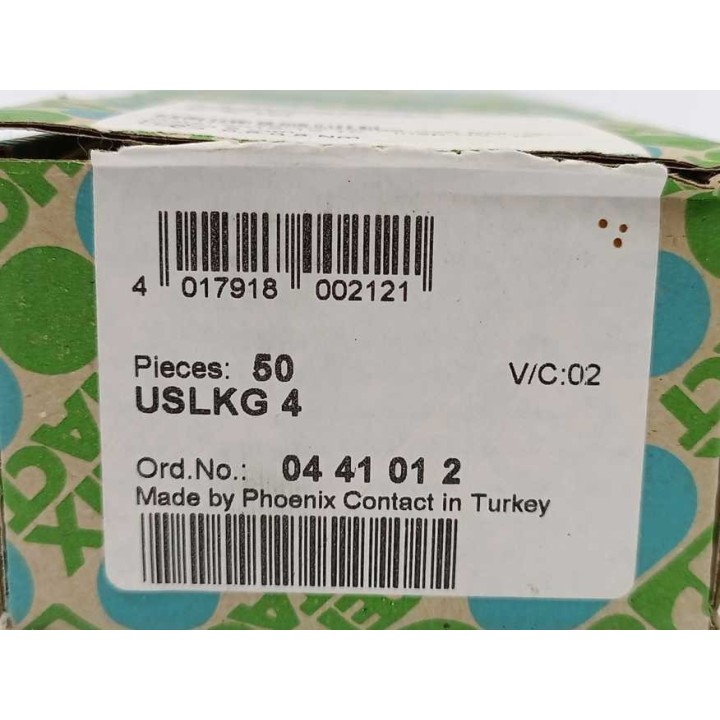 4 017918 002121
Pieces: 50
V/C:02
USLKG 4
Ord.No.: 04 41 01 2
Made by Phoenix Contact in Turkey